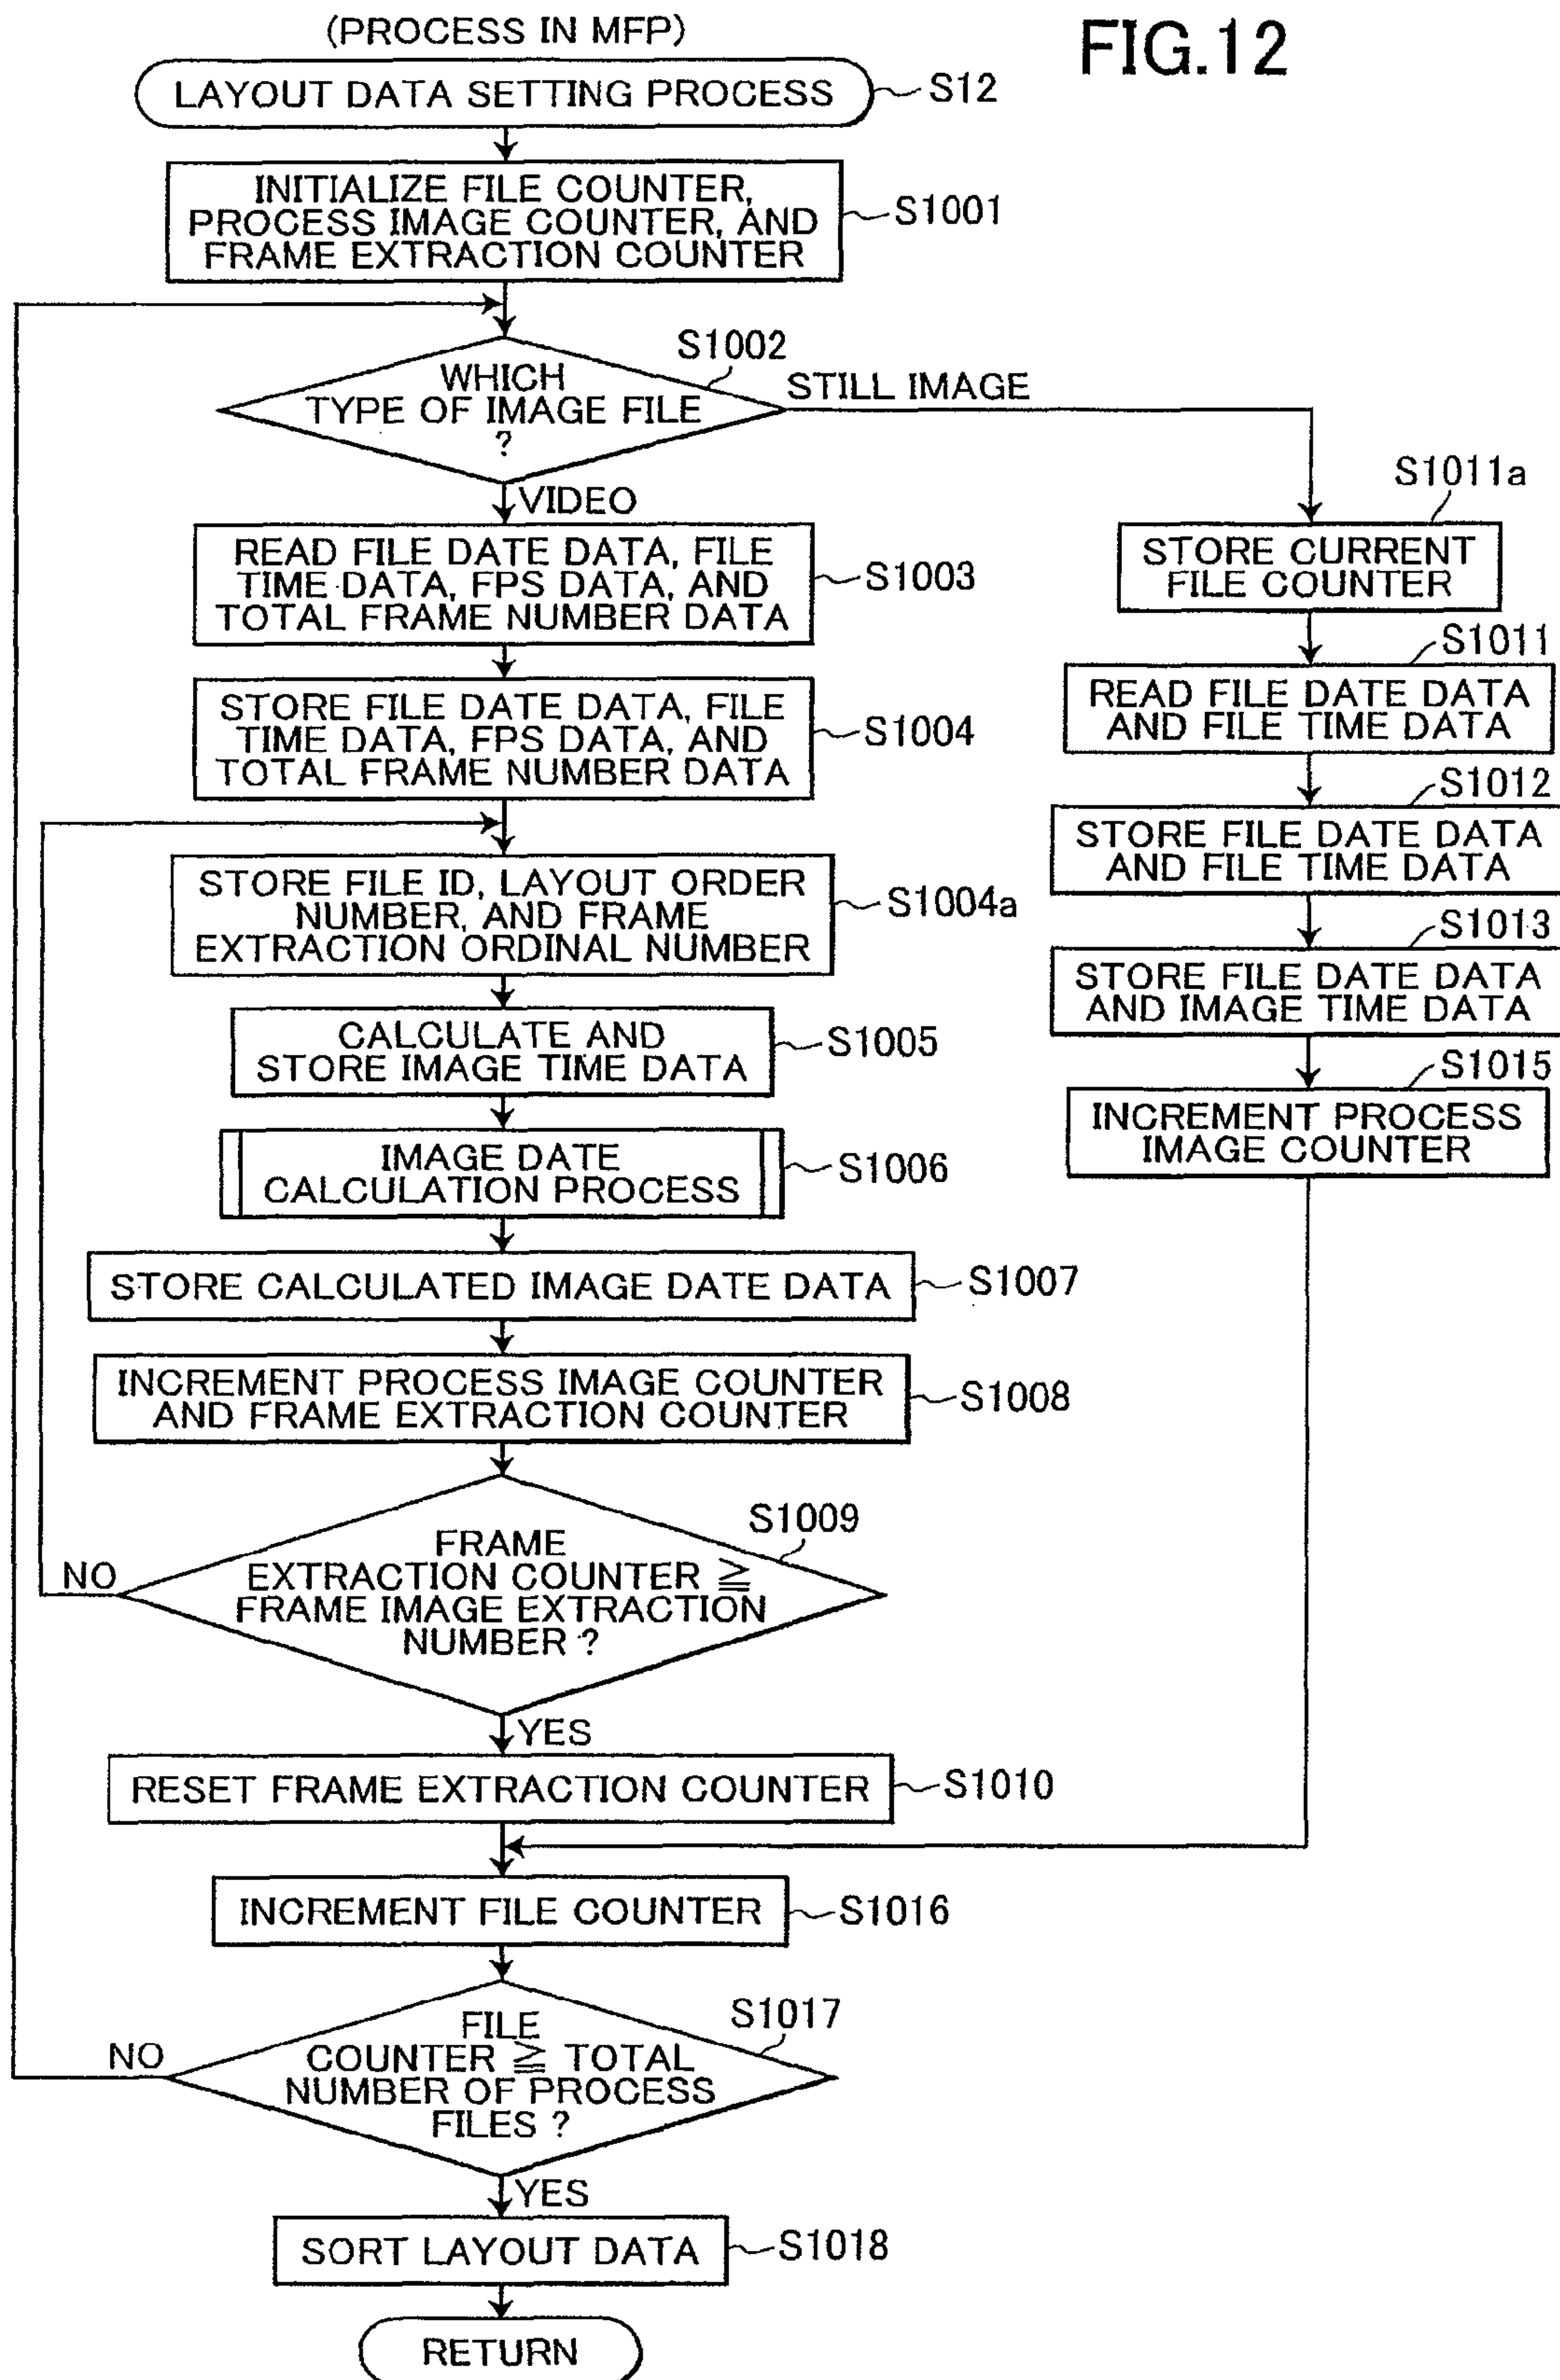 (PROCESS IN MFP)
FIG.12
LAYOUT DATA SETTING PROCESS
S12
INITIALIZE FILE COUNTER,
PROCESS IMAGE COUNTER, AND
FRAME EXTRACTION COUNTER
S1001
S1002
WHICH
TYPE OF IMAGE FILE
?
STILL IMAGE
VIDEO
READ FILE DATE DATA, FILE
TIME DATA, FPS DATA, AND
TOTAL FRAME NUMBER DATA
S1003
STORE FILE DATE DATA, FILE
TIME DATA, FPS DATA, AND
TOTAL FRAME NUMBER DATA
S1004
STORE FILE ID, LAYOUT ORDER
NUMBER, AND FRAME
EXTRACTION ORDINAL NUMBER
S1004a
CALCULATE AND
STORE IMAGE TIME DATA
S1005
IMAGE DATE
CALCULATION PROCESS
S1006
STORE CALCULATED IMAGE DATE DATA
S1007
INCREMENT PROCESS IMAGE COUNTER
AND FRAME EXTRACTION COUNTER
S1008
S1009
FRAME
EXTRACTION COUNTER ≧
FRAME IMAGE EXTRACTION
NUMBER ?
NO
YES
RESET FRAME EXTRACTION COUNTER
S1010
S1011a
STORE CURRENT
FILE COUNTER
S1011
READ FILE DATE DATA
AND FILE TIME DATA
S1012
STORE FILE DATE DATA
AND FILE TIME DATA
S1013
STORE FILE DATE DATA
AND IMAGE TIME DATA
S1015
INCREMENT PROCESS
IMAGE COUNTER
INCREMENT FILE COUNTER
S1016
S1017
FILE
COUNTER ≧ TOTAL
NUMBER OF PROCESS
FILES ?
NO
YES
SORT LAYOUT DATA
S1018
RETURN